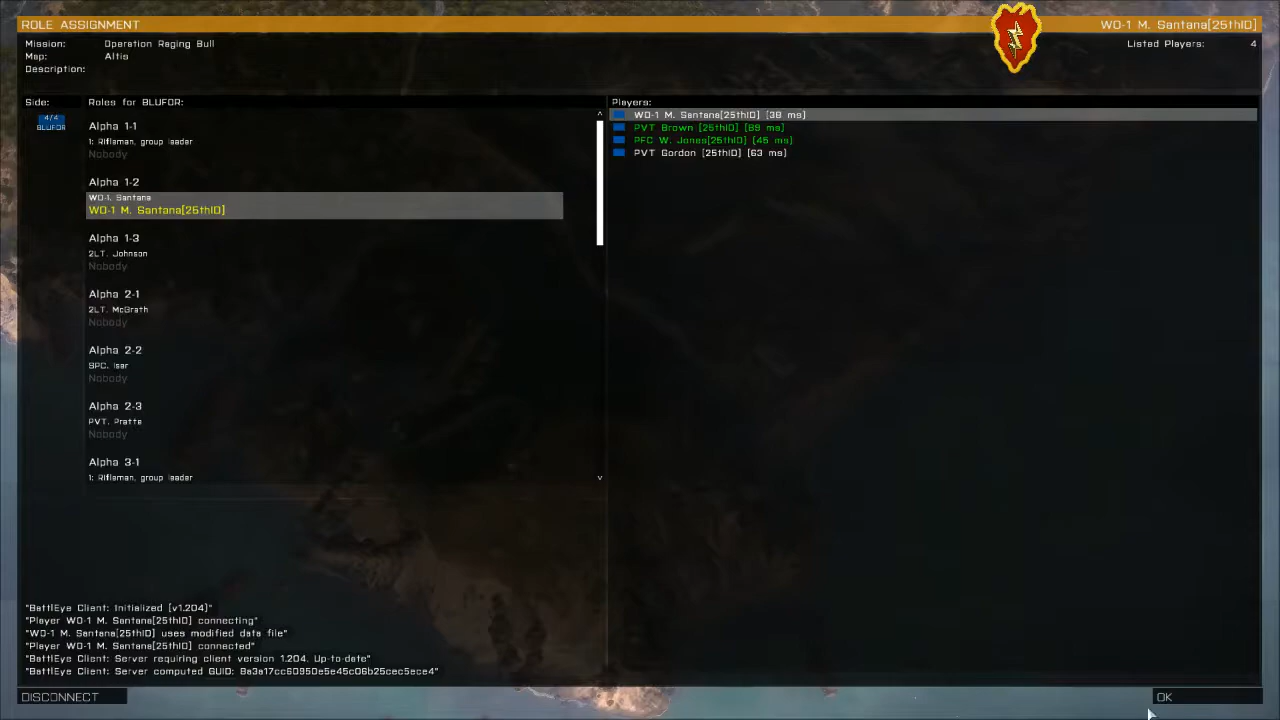 ROLE ASSIGNMENT
WO-1 M. Santana[25thID]
Mission: Operation Raging Bull
Map: Altis
Description:
Listed Players: 4
Side:
Roles for BLUFOR:
Players:
4/4
BLUFOR
Alpha 1-1
1: Rifleman, group leader
Nobody
Alpha 1-2
WO-1. Santana
WO-1 M. Santana[25thID]
Alpha 1-3
2LT. Johnson
Nobody
Alpha 2-1
2LT. McGrath
Nobody
Alpha 2-2
SPC. Iser
Nobody
Alpha 2-3
PVT. Pratte
Nobody
Alpha 3-1
1: Rifleman, group leader
WO-1 M. Santana[25thID] [38 ms]
PVT Brown [25thID] [89 ms]
PFC W. Jones[25thID] [45 ms]
PVT Gordon [25thID] [63 ms]
"BattlEye Client: Initialized (v1.204)"
"Player WO-1 M. Santana[25thID] connecting"
"WO-1 M. Santana[25thID] uses modified data file"
"Player WO-1 M. Santana[25thID] connected"
"BattlEye Client: Server requiring client version 1.204. Up-to-date"
"BattlEye Client: Server computed GUID: 8a3a17cc60950e5e45c06b25cec5ece4"
DISCONNECT
OK